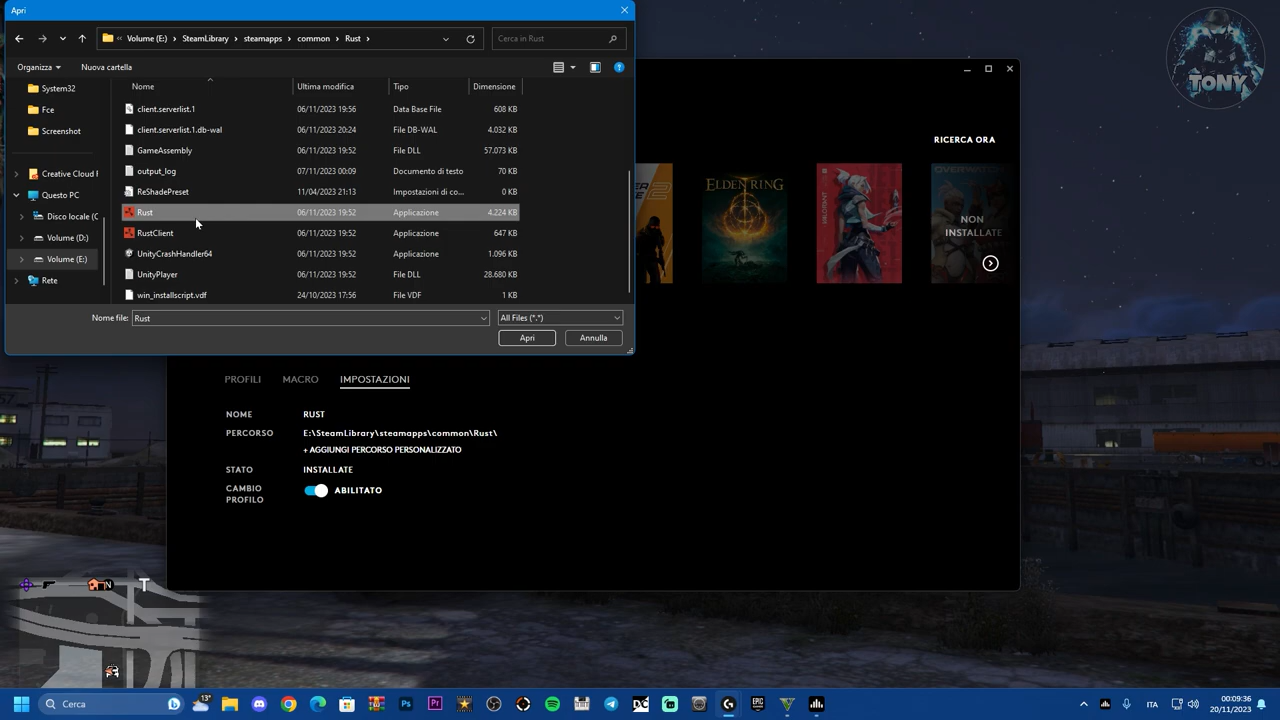 Apri
Volume (E:) > SteamLibrary > steamapps > common > Rust >
Cerca in Rust
Organizza
Nuova cartella
System32
Fce
Screenshot
Creative Cloud F
Questo PC
Disco locale (C
Volume (D:)
Volume (E:)
Rete
Nome Ultima modifica Tipo Dimensione
client.serverlist.1 06/11/2023 19:56 Data Base File 608 KB
client.serverlist.1.db-wal 06/11/2023 20:24 File DB-WAL 4.032 KB
GameAssembly 06/11/2023 19:52 File DLL 57.073 KB
output_log 07/11/2023 00:09 Documento di testo 70 KB
ReShadePreset 11/04/2023 21:13 Impostazioni di co... 0 KB
Rust 06/11/2023 19:52 Applicazione 4.224 KB
RustClient 06/11/2023 19:52 Applicazione 647 KB
UnityCrashHandler64 06/11/2023 19:52 Applicazione 1.096 KB
UnityPlayer 06/11/2023 19:52 File DLL 28.680 KB
win_installscript.vdf 24/10/2023 17:56 File VDF 1 KB
Nome file: Rust
All Files (*.*)
Apri
Annulla
TONY
RICERCA ORA
2
ELDEN RING
VALORANT
OVERWATCH
NON
INSTALLATE
PROFILI
MACRO
IMPOSTAZIONI
NOME RUST
PERCORSO E:\SteamLibrary\steamapps\common\Rust\
+ AGGIUNGI PERCORSO PERSONALIZZATO
STATO INSTALLATE
CAMBIO
PROFILO
ABILITATO
N
T
Cerca
13°
DC
EPIC
ITA
00:09:36
20/11/2023